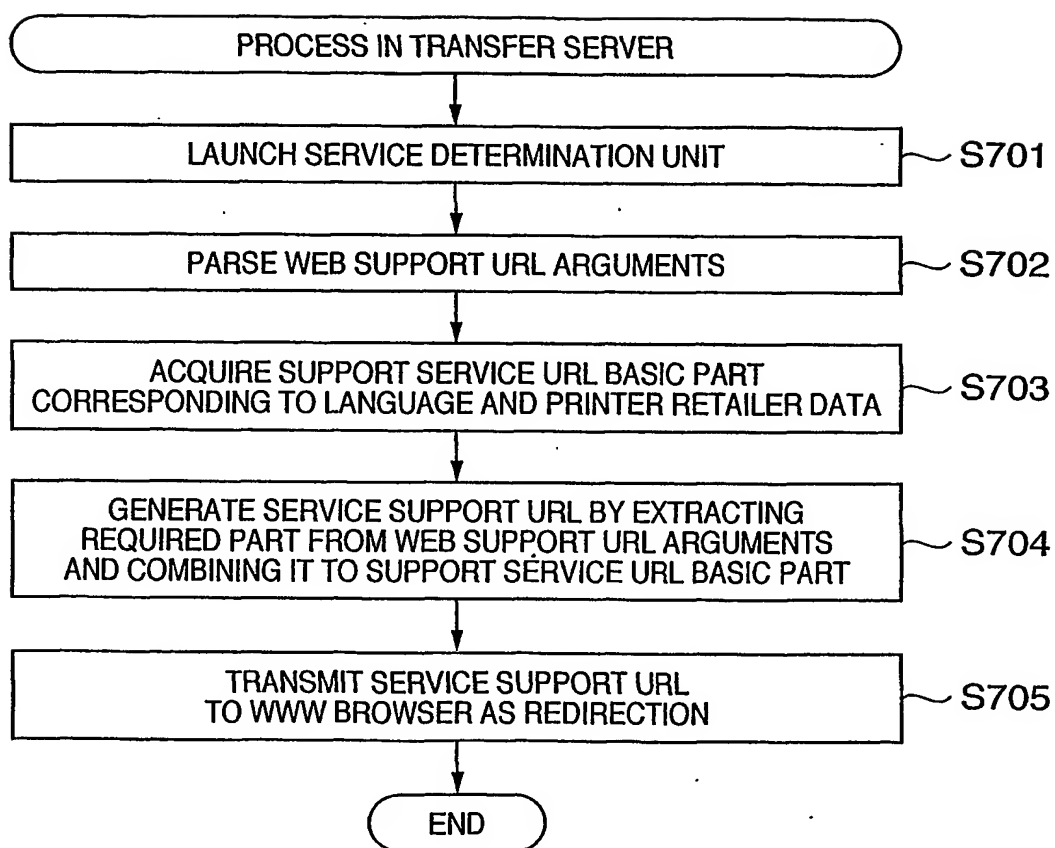 PROCESS IN TRANSFER SERVER
LAUNCH SERVICE DETERMINATION UNIT
S701
PARSE WEB SUPPORT URL ARGUMENTS
S702
ACQUIRE SUPPORT SERVICE URL BASIC PART
CORRESPONDING TO LANGUAGE AND PRINTER RETAILER DATA
S703
GENERATE SERVICE SUPPORT URL BY EXTRACTING
REQUIRED PART FROM WEB SUPPORT URL ARGUMENTS
AND COMBINING IT TO SUPPORT SERVICE URL BASIC PART
S704
TRANSMIT SERVICE SUPPORT URL
TO WWW BROWSER AS REDIRECTION
S705
END